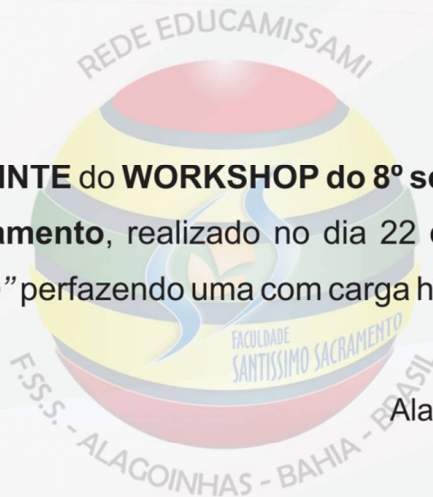 REDE EDUCAMISSAMI
INTE do WORKSHOP do 8º se
amento, realizado no dia 22
” perfazendo uma com carga h
FACULDADE
SANTISSIMO SACRAMENTO
Ala
F.SS.S. - ALAGOINHAS - BAHIA - BRASIL